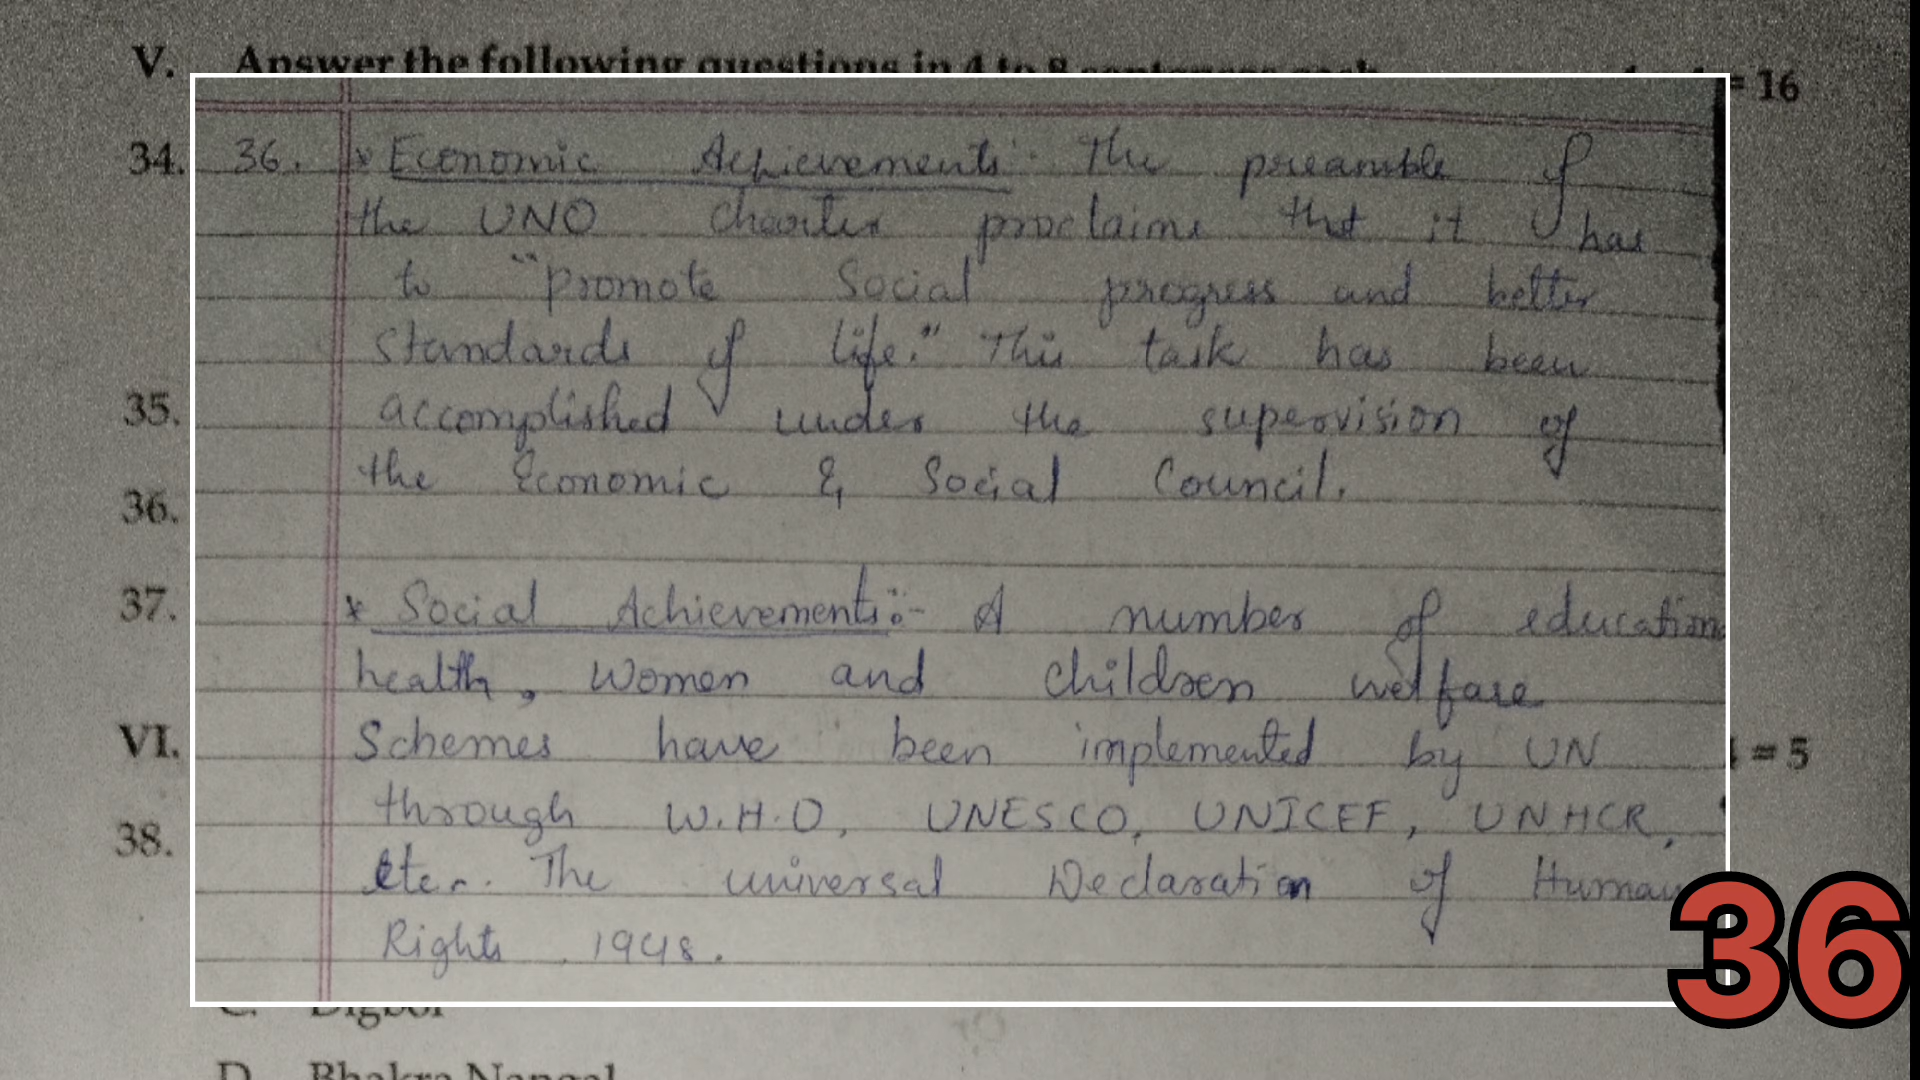 V. Answer the following questions in 4 to 8 sentences each
= 16
34.
36. * Economic Achievements :- The preamble of
the UNO Charter proclaims that it has
to "promote Social progress and better
standards of life." This task has been
accomplished under the supervision of
the Economic & Social Council.
* Social Achievements :- A number of education
health, women and children welfare
Schemes have been implemented by UN
through W.H.O, UNESCO, UNICEF, UNHCR,
etc.. The universal Declaration of Human
Rights 1948.
35.
36.
37.
VI.
= 5
38.
C. Digboi
D. Bhakra Nangal
36